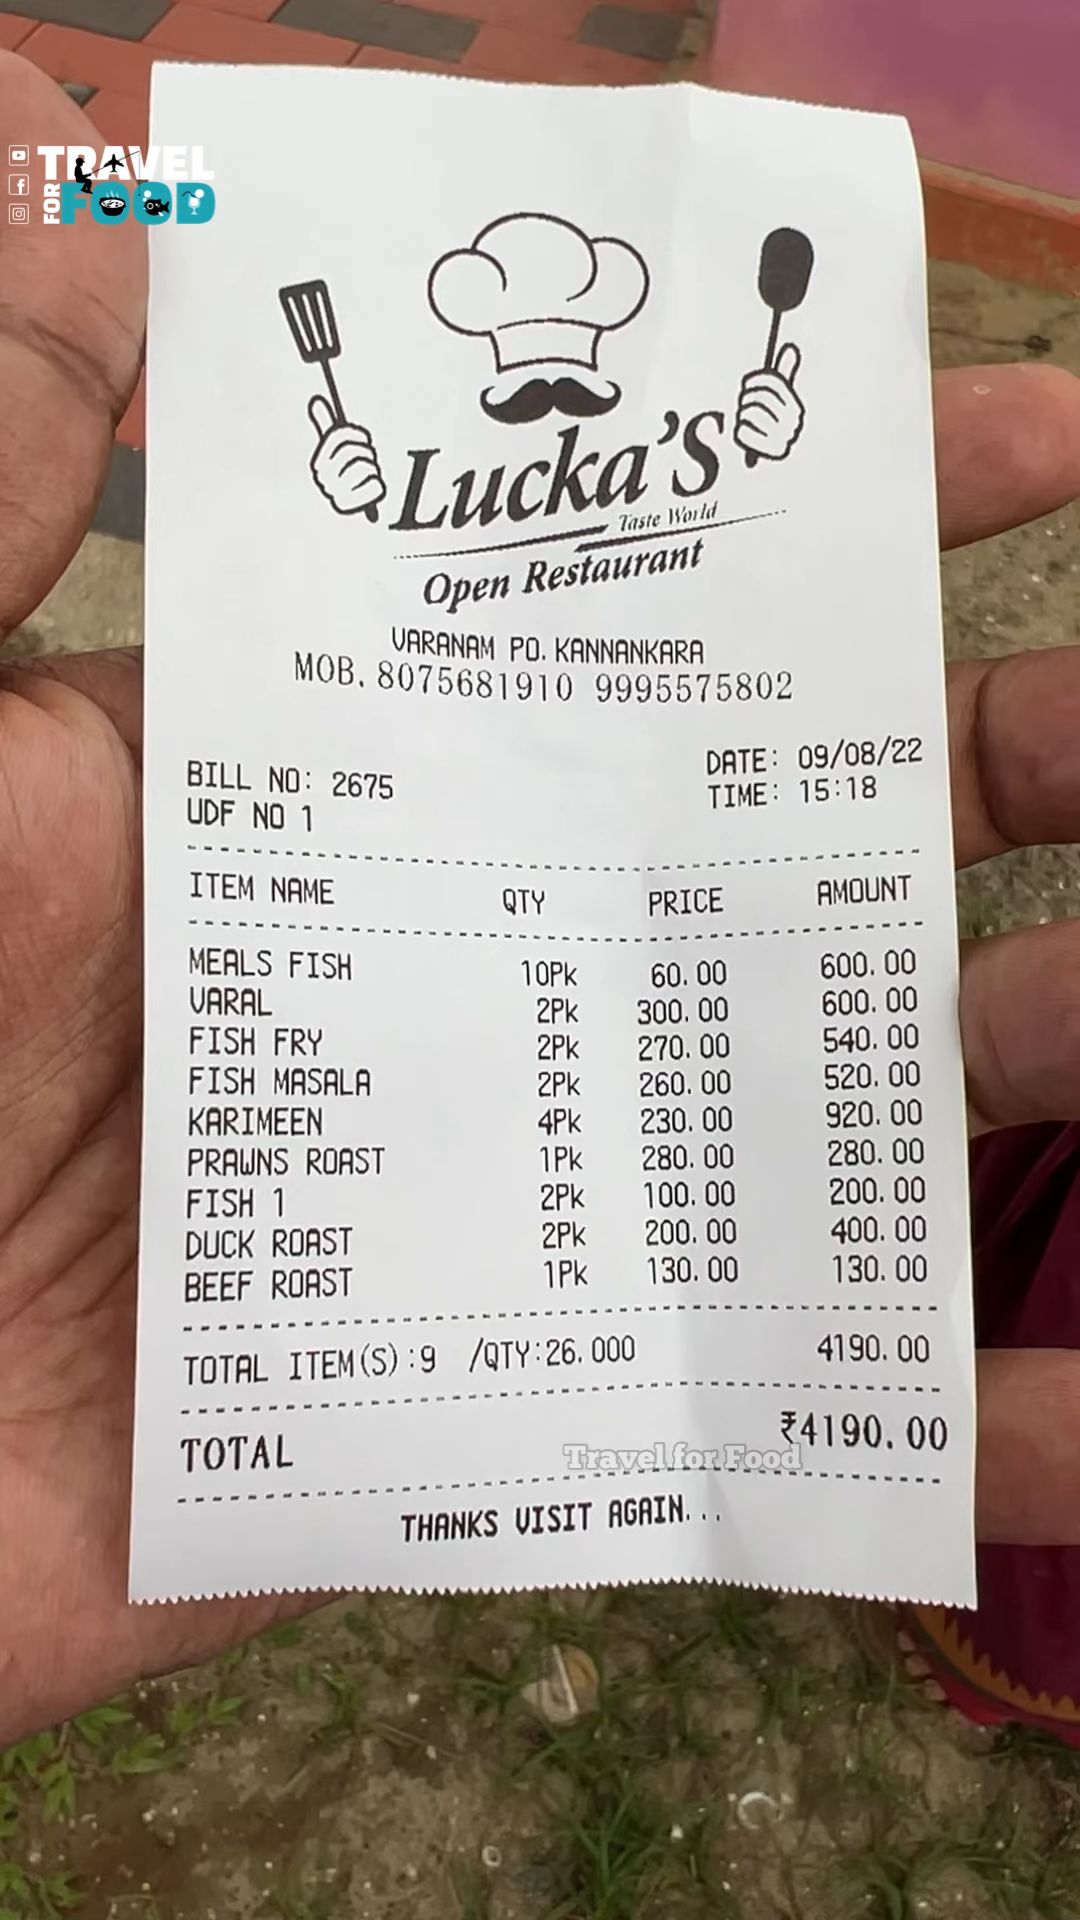 TRAVEL
FOR FOOD
Lucka'S
Taste World
Open Restaurant
VARANAM PO. KANNANKARA
MOB. 8075681910 9995575802
BILL NO: 2675 DATE: 09/08/22
UDF NO 1 TIME: 15:18
ITEM NAME QTY PRICE AMOUNT
MEALS FISH 10Pk 60.00 600.00
VARAL 2Pk 300.00 600.00
FISH FRY 2Pk 270.00 540.00
FISH MASALA 2Pk 260.00 520.00
KARIMEEN 4Pk 230.00 920.00
PRAWNS ROAST 1Pk 280.00 280.00
FISH 1 2Pk 100.00 200.00
DUCK ROAST 2Pk 200.00 400.00
BEEF ROAST 1Pk 130.00 130.00
TOTAL ITEM(S):9 /QTY:26.000 4190.00
TOTAL ₹4190.00
Travel for Food
THANKS VISIT AGAIN...